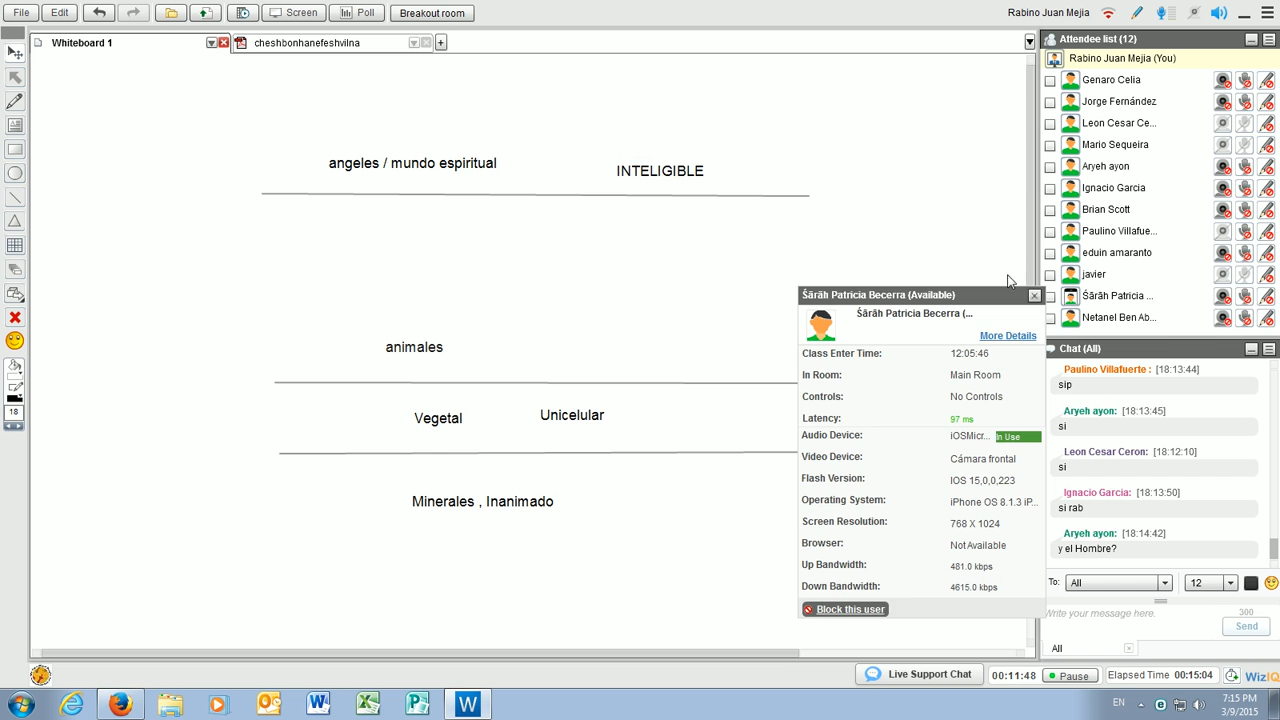 File Edit Screen Poll Breakout room Rabino Juan Mejia
Whiteboard 1 cheshbonhanefeshvilna
angeles / mundo espiritual
INTELIGIBLE
animales
Vegetal Unicelular
Minerales , Inanimado
18
Śārāh Patricia Becerra (Available)
Śārāh Patricia Becerra (...
More Details
Class Enter Time: 12:05:46
In Room: Main Room
Controls: No Controls
Latency: 97 ms
Audio Device: iOSMicr... In Use
Video Device: Cámara frontal
Flash Version: IOS 15,0,0,223
Operating System: iPhone OS 8.1.3 iP...
Screen Resolution: 768 X 1024
Browser: Not Available
Up Bandwidth: 481.0 kbps
Down Bandwidth: 4615.0 kbps
Block this user
Attendee list (12)
Rabino Juan Mejia (You)
Genaro Celia
Jorge Fernández
Leon Cesar Ce...
Mario Sequeira
Aryeh ayon
Ignacio Garcia
Brian Scott
Paulino Villafue...
eduin amaranto
javier
Śārāh Patricia ...
Netanel Ben Ab...
Chat (All)
Paulino Villafuerte : [18:13:44]
sip
Aryeh ayon: [18:13:45]
si
Leon Cesar Ceron: [18:12:10]
si
Ignacio Garcia: [18:13:50]
si rab
Aryeh ayon: [18:14:42]
y el Hombre?
To: All 12
Write your message here. 300
Send
All
Live Support Chat 00:11:48 Pause Elapsed Time 00:15:04 WizIQ
EN 7:15 PM
3/9/2015